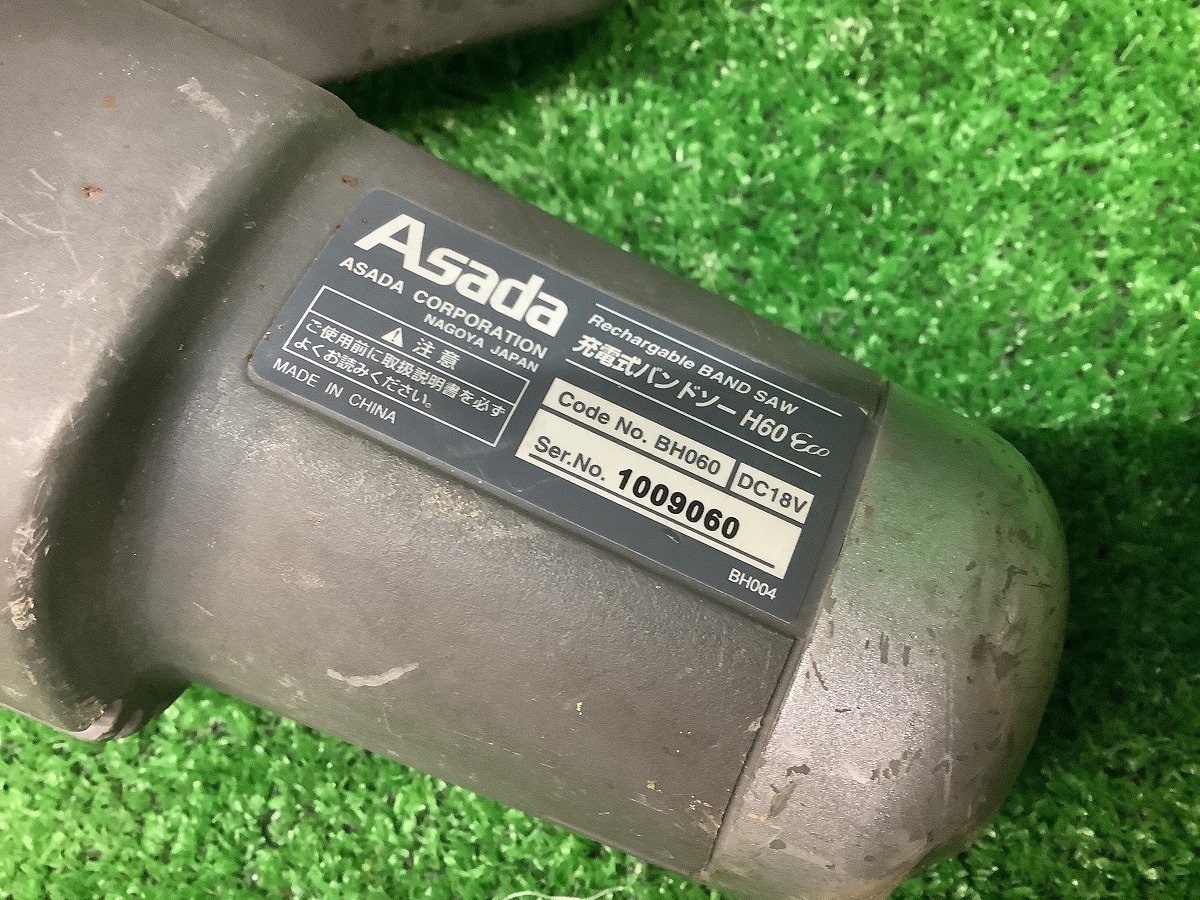 Asada
ASADA CORPORATION
NAGOYA JAPAN
注意
ご使用前に取扱説明書を必ず
よくお読みください。
MADE IN CHINA
Rechargable BAND SAW
充電式バンドソー H60 Eco
Code No. BH060 DC18V
Ser.No. 1009060
BH004